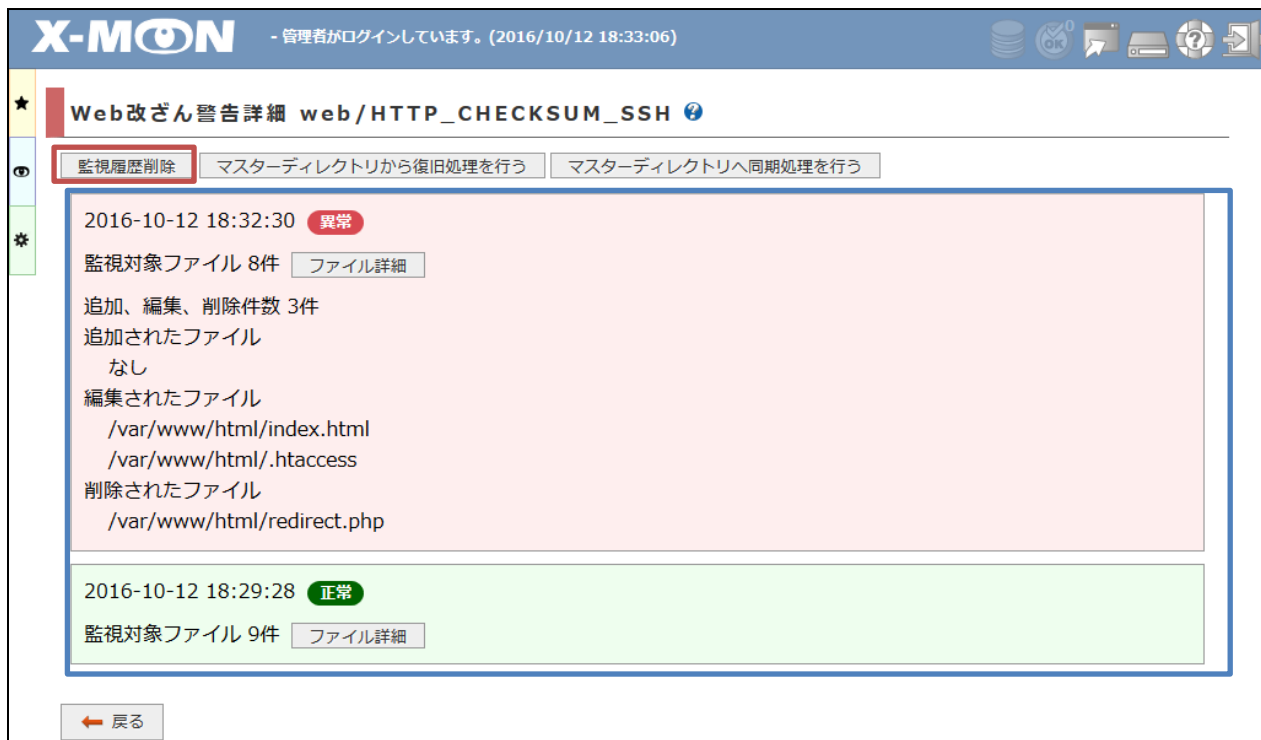 X-MON - 管理者がログインしています。(2016/10/12 18:33:06)
0
OK
Web改ざん警告詳細 web/HTTP_CHECKSUM_SSH ?
監視履歴削除 マスターディレクトリから復旧処理を行う マスターディレクトリへ同期処理を行う
2016-10-12 18:32:30 異常
監視対象ファイル 8件 ファイル詳細
追加、編集、削除件数 3件
追加されたファイル
なし
編集されたファイル
/var/www/html/index.html
/var/www/html/.htaccess
削除されたファイル
/var/www/html/redirect.php
2016-10-12 18:29:28 正常
監視対象ファイル 9件 ファイル詳細
戻る